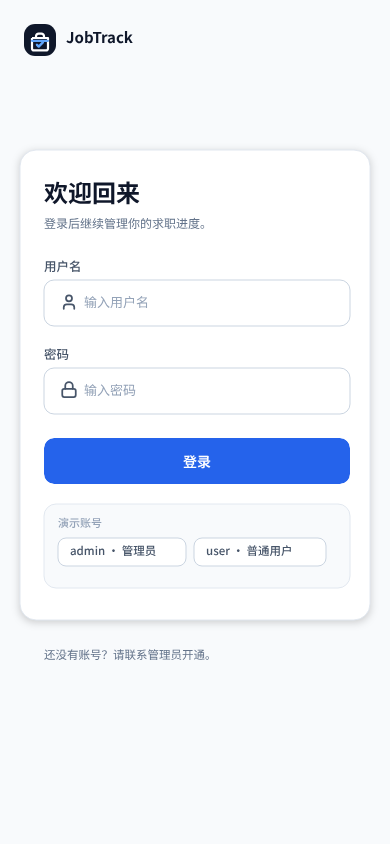 JobTrack
欢迎回来
登录后继续管理你的求职进度。
用户名
输入用户名
密码
输入密码
登录
演示账号
admin · 管理员
user · 普通用户
还没有账号？请联系管理员开通。